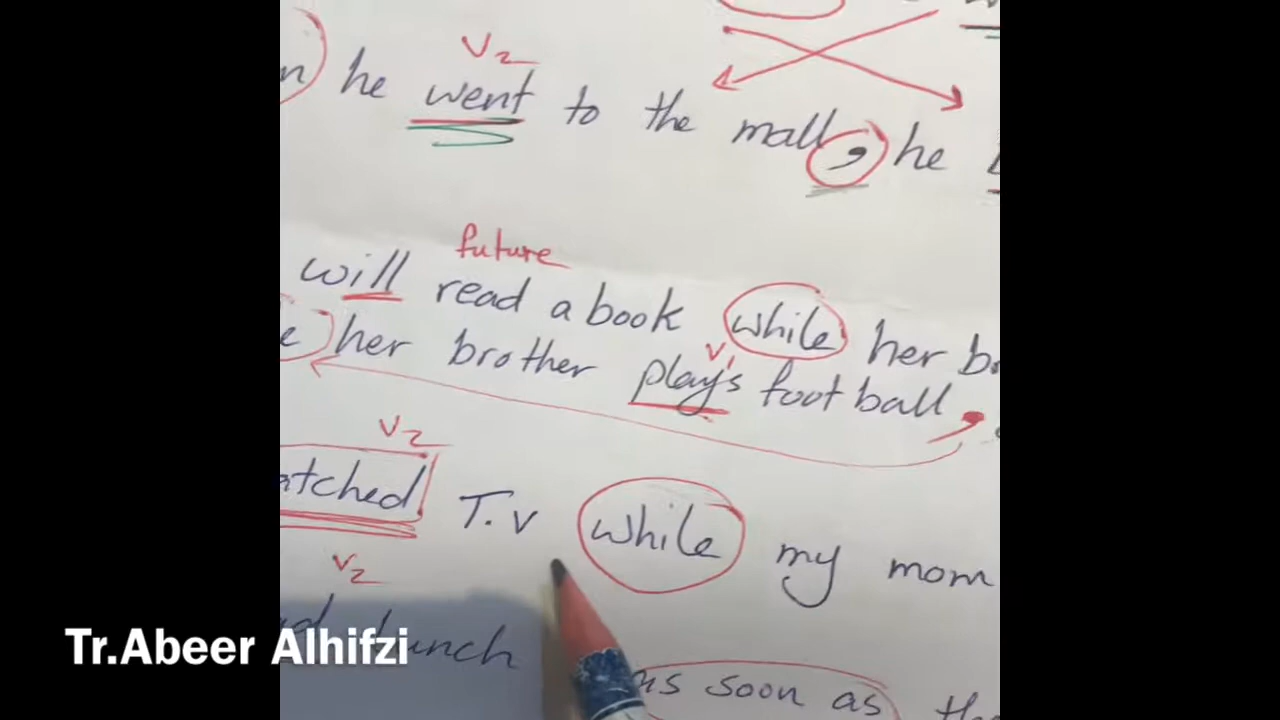 V2
he went to the mall, he
future
will read a book while her
V1
her brother plays football,
V2
T.V while my mom
V2
lunch
as soon as
Tr.Abeer Alhifzi